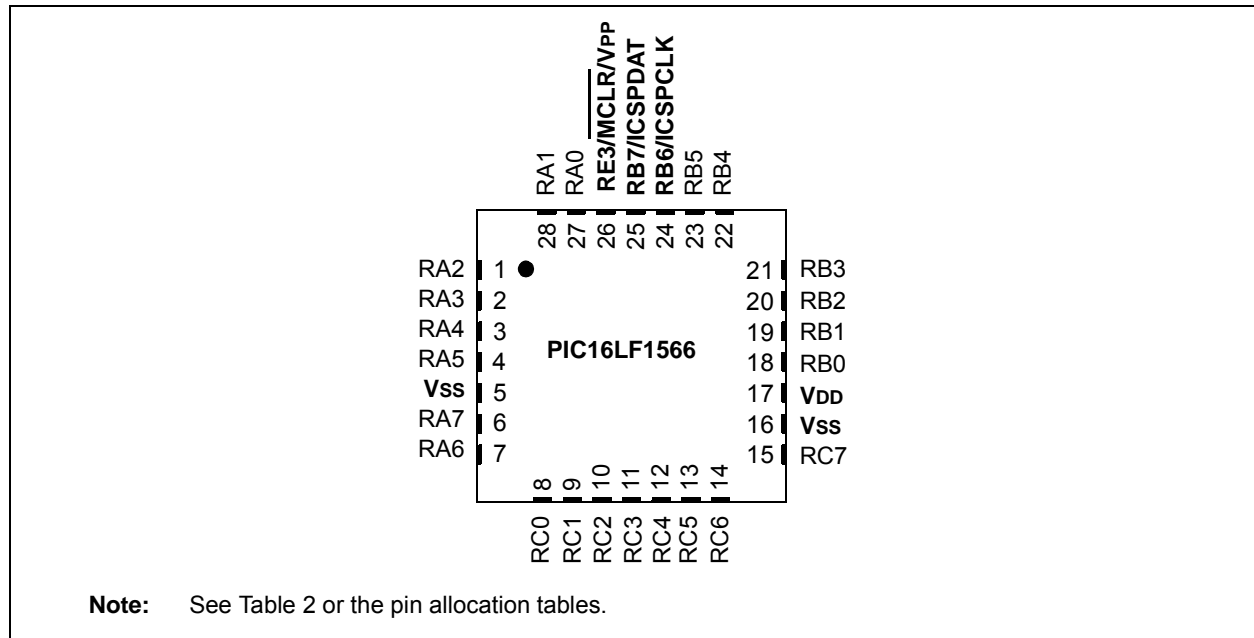 RE3/MCLR/VPP
RB7/ICSPDAT
RB6/ICSPCLK
RA1
RA0
RB5
RB4
28
27
26
25
24
23
22
RA2 1
RA3 2
RA4 3
RA5 4
VSS 5
RA7 6
RA6 7
PIC16LF1566
21 RB3
20 RB2
19 RB1
18 RB0
17 VDD
16 VSS
15 RC7
8
9
10
11
12
13
14
RC0
RC1
RC2
RC3
RC4
RC5
RC6
Note: See Table 2 or the pin allocation tables.